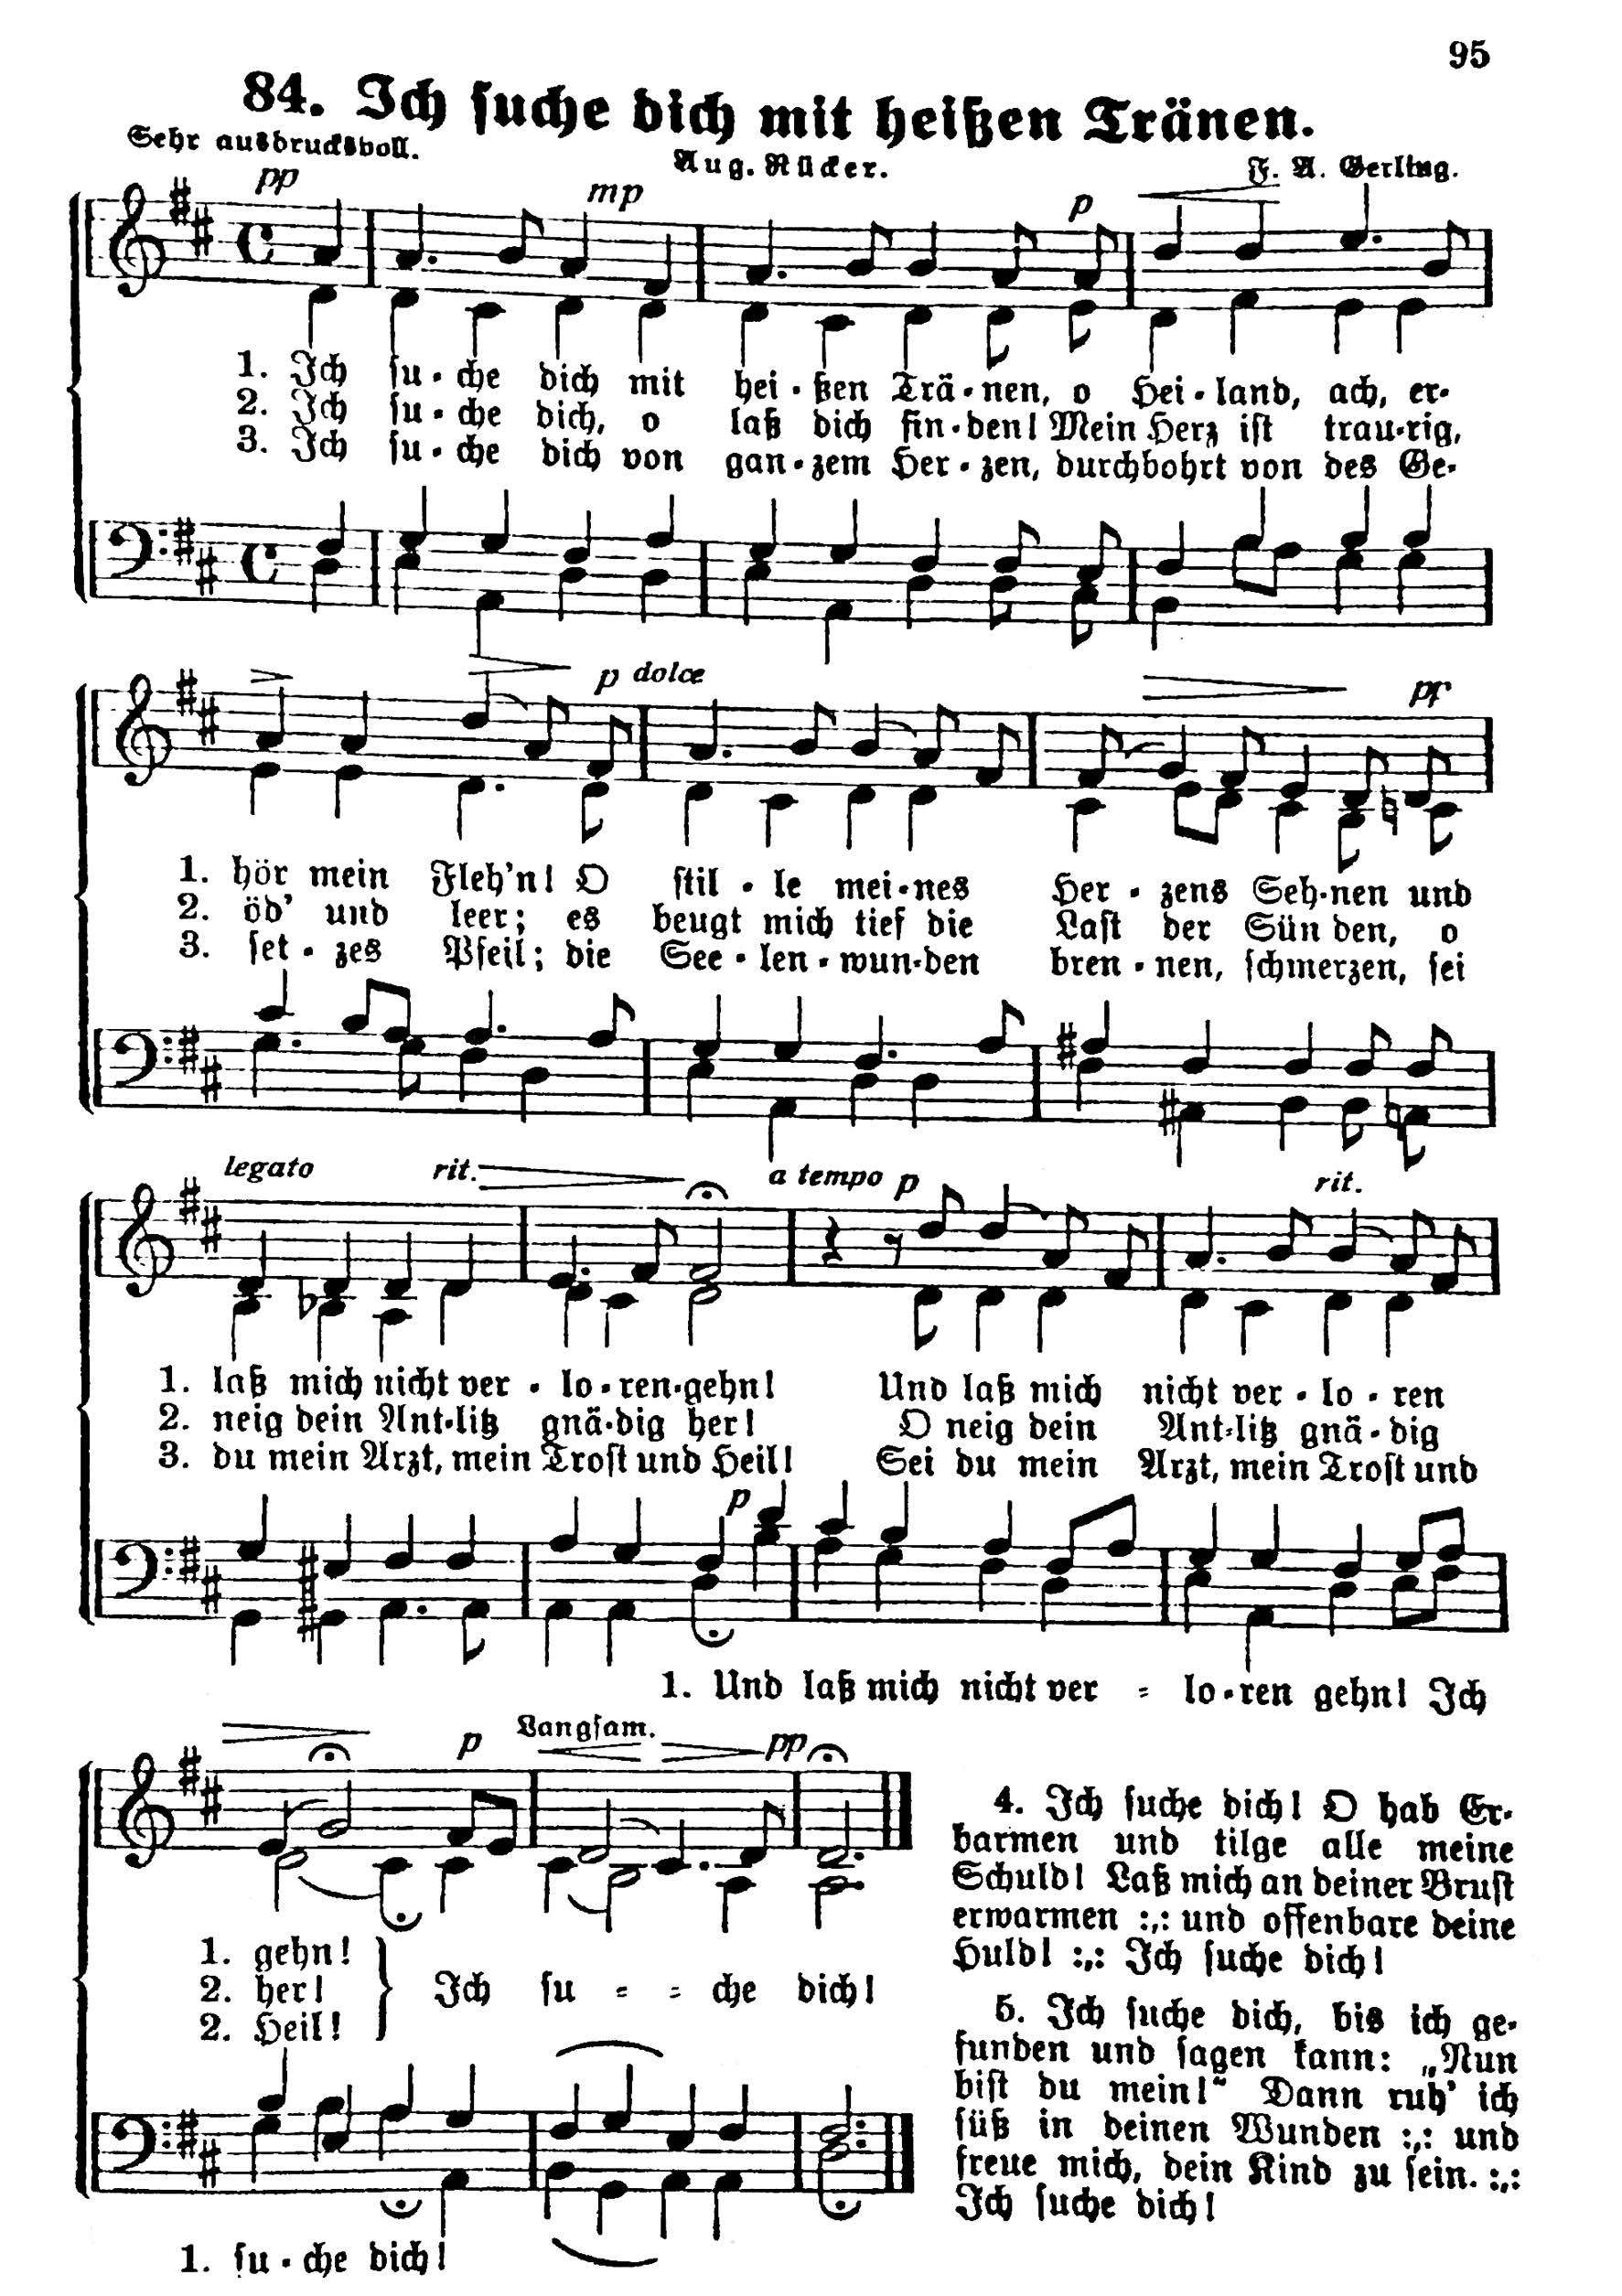 95
84. Ich suche dich mit heißen Tränen.
Sehr ausdrucksvoll.
Aug. Rücker.
F. A. Gerling.
pp mp p
1. Ich su-che dich mit hei-ßen Trä-nen, o Hei-land, ach, er-
2. Ich su-che dich, o laß dich fin-den! Mein Herz ist trau-rig,
3. Ich su-che dich von gan-zem Her-zen, durchbohrt von des Ge-
p dolce pp
1. hör mein Fleh'n! O stil-le mei-nes Her-zens Seh-nen und
2. öd' und leer; es beugt mich tief die Last der Sün den, o
3. set-zes Pfeil; die See-len-wun-den bren-nen, schmerzen, sei
legato rit. a tempo p rit.
1. laß mich nicht ver-lo-ren-gehn! Und laß mich nicht ver-lo-ren
2. neig dein Ant-litz gnä-dig her! O neig dein Ant-litz gnä-dig
3. du mein Arzt, mein Trost und Heil! Sei du mein Arzt, mein Trost und
p
1. Und laß mich nicht ver = lo-ren gehn! Ich
p Langsam. pp
1. gehn!
2. her! Ich su = = che dich!
2. Heil!
1. su-che dich!
4. Ich suche dich! O hab Er-
barmen und tilge alle meine
Schuld! Laß mich an deiner Brust
erwarmen :,: und offenbare deine
Huld! :,: Ich suche dich!
5. Ich suche dich, bis ich ge-
funden und sagen kann: „Nun
bist du mein!“ Dann ruh' ich
süß in deinen Wunden :,: und
freue mich, dein Kind zu sein. :,:
Ich suche dich!